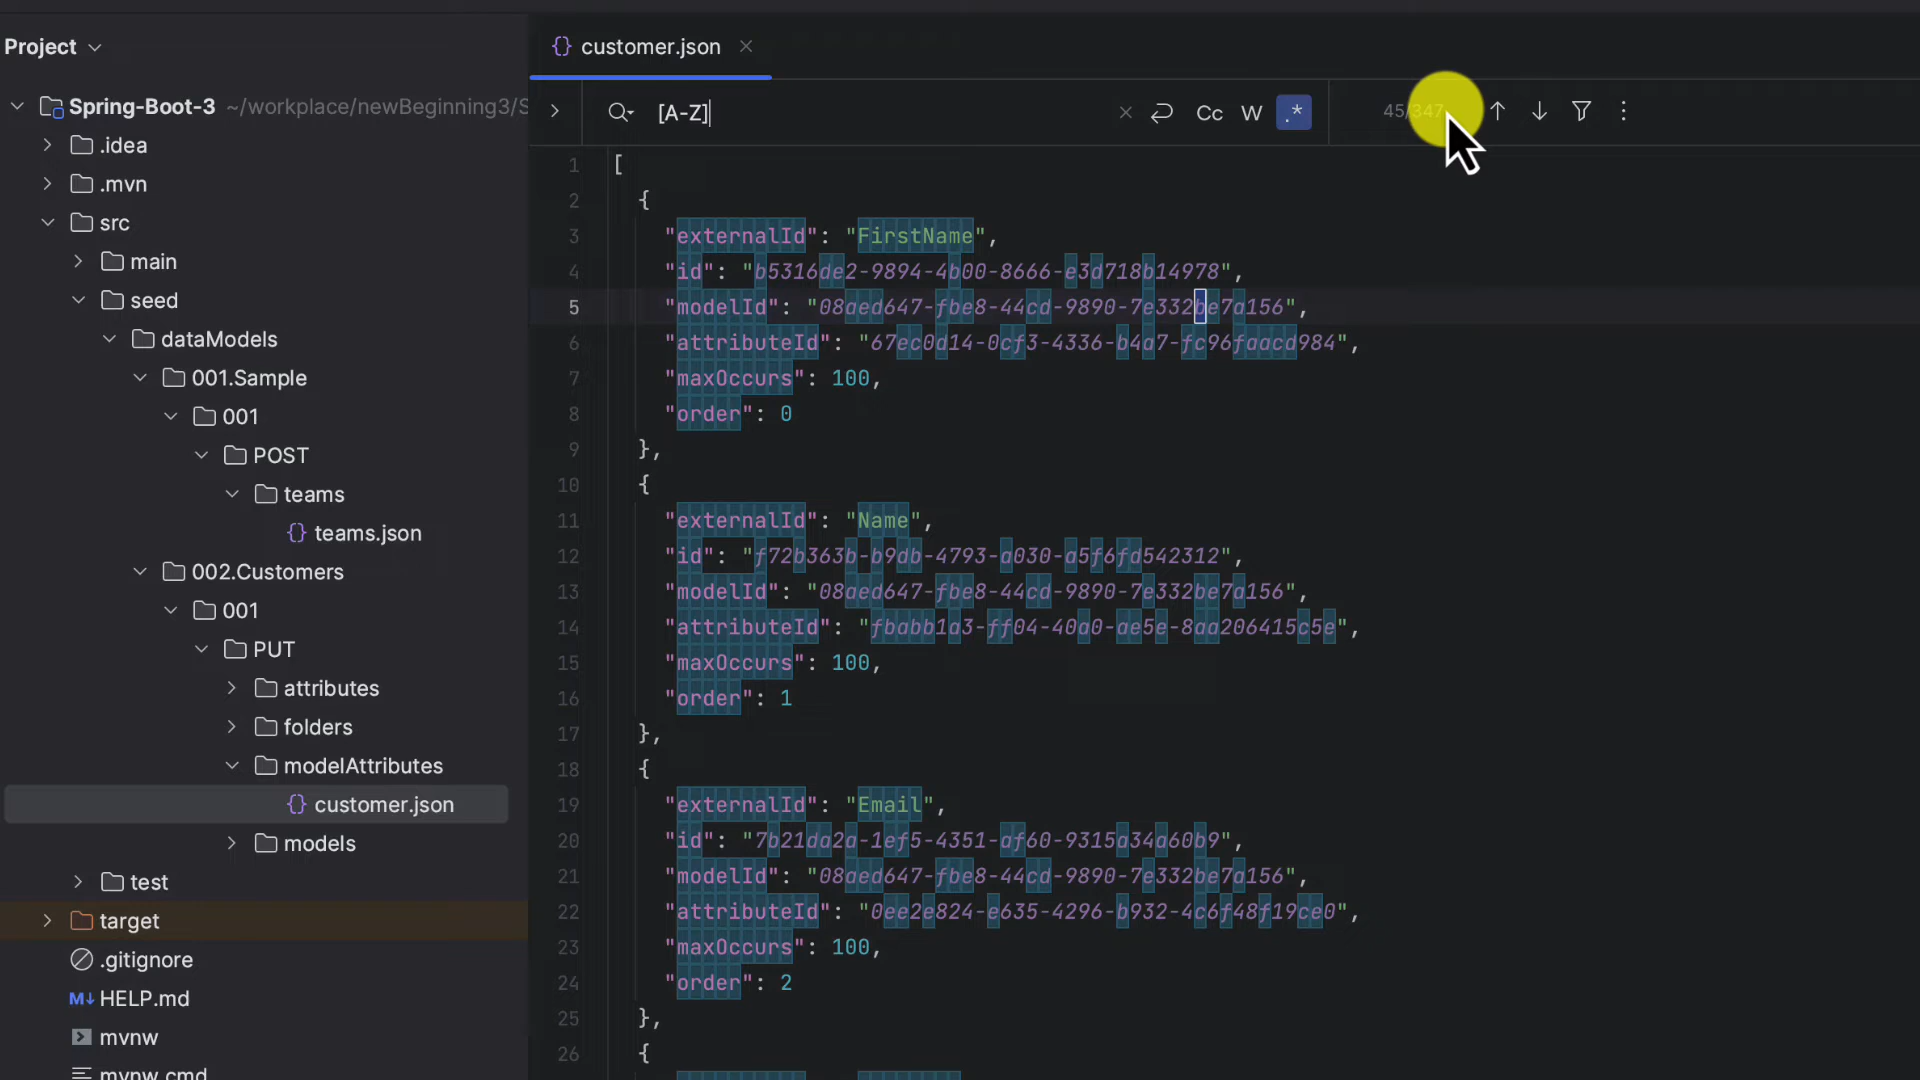 Project
Spring-Boot-3 ~/workplace/newBeginning3/S
.idea
.mvn
src
main
seed
dataModels
001.Sample
001
POST
teams
teams.json
002.Customers
001
PUT
attributes
folders
modelAttributes
customer.json
models
test
target
.gitignore
HELP.md
mvnw
mvnw.cmd
customer.json
[A-Z] Cc W .* 45/347
1 [
2 {
3 "externalId": "FirstName",
4 "id": "b5316de2-9894-4b00-8666-e3d718b14978",
5 "modelId": "08aed647-fbe8-44cd-9890-7e332be7a156",
6 "attributeId": "67ec0d14-0cf3-4336-b4a7-fc96faacd984",
7 "maxOccurs": 100,
8 "order": 0
9 },
10 {
11 "externalId": "Name",
12 "id": "f72b363b-b9db-4793-a030-a5f6fd542312",
13 "modelId": "08aed647-fbe8-44cd-9890-7e332be7a156",
14 "attributeId": "fbabb1a3-ff04-40a0-ae5e-8aa206415c5e",
15 "maxOccurs": 100,
16 "order": 1
17 },
18 {
19 "externalId": "Email",
20 "id": "7b21da2a-1ef5-4351-af60-9315a34a60b9",
21 "modelId": "08aed647-fbe8-44cd-9890-7e332be7a156",
22 "attributeId": "0ee2e824-e635-4296-b932-4c6f48f19ce0",
23 "maxOccurs": 100,
24 "order": 2
25 },
26 {